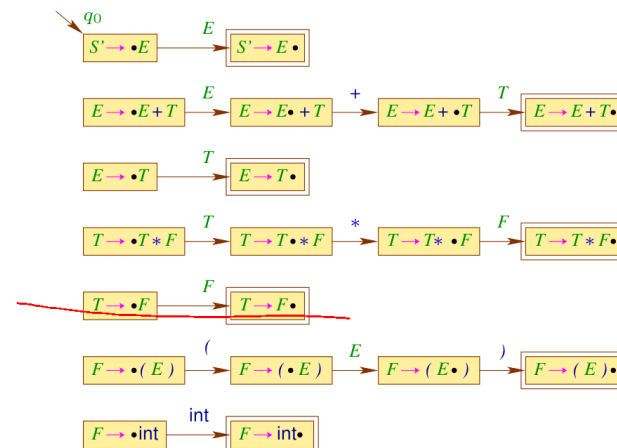 q0
E
S' → •E S' → E •
E + T
E → •E + T E → E• + T E → E + •T E → E + T•
T
E → •T E → T •
T * F
T → •T * F T → T • * F T → T * •F T → T * F•
F
T → •F T → F •
( E )
F → •( E ) F → ( • E ) F → ( E • ) F → ( E ) •
int
F → •int F → int•